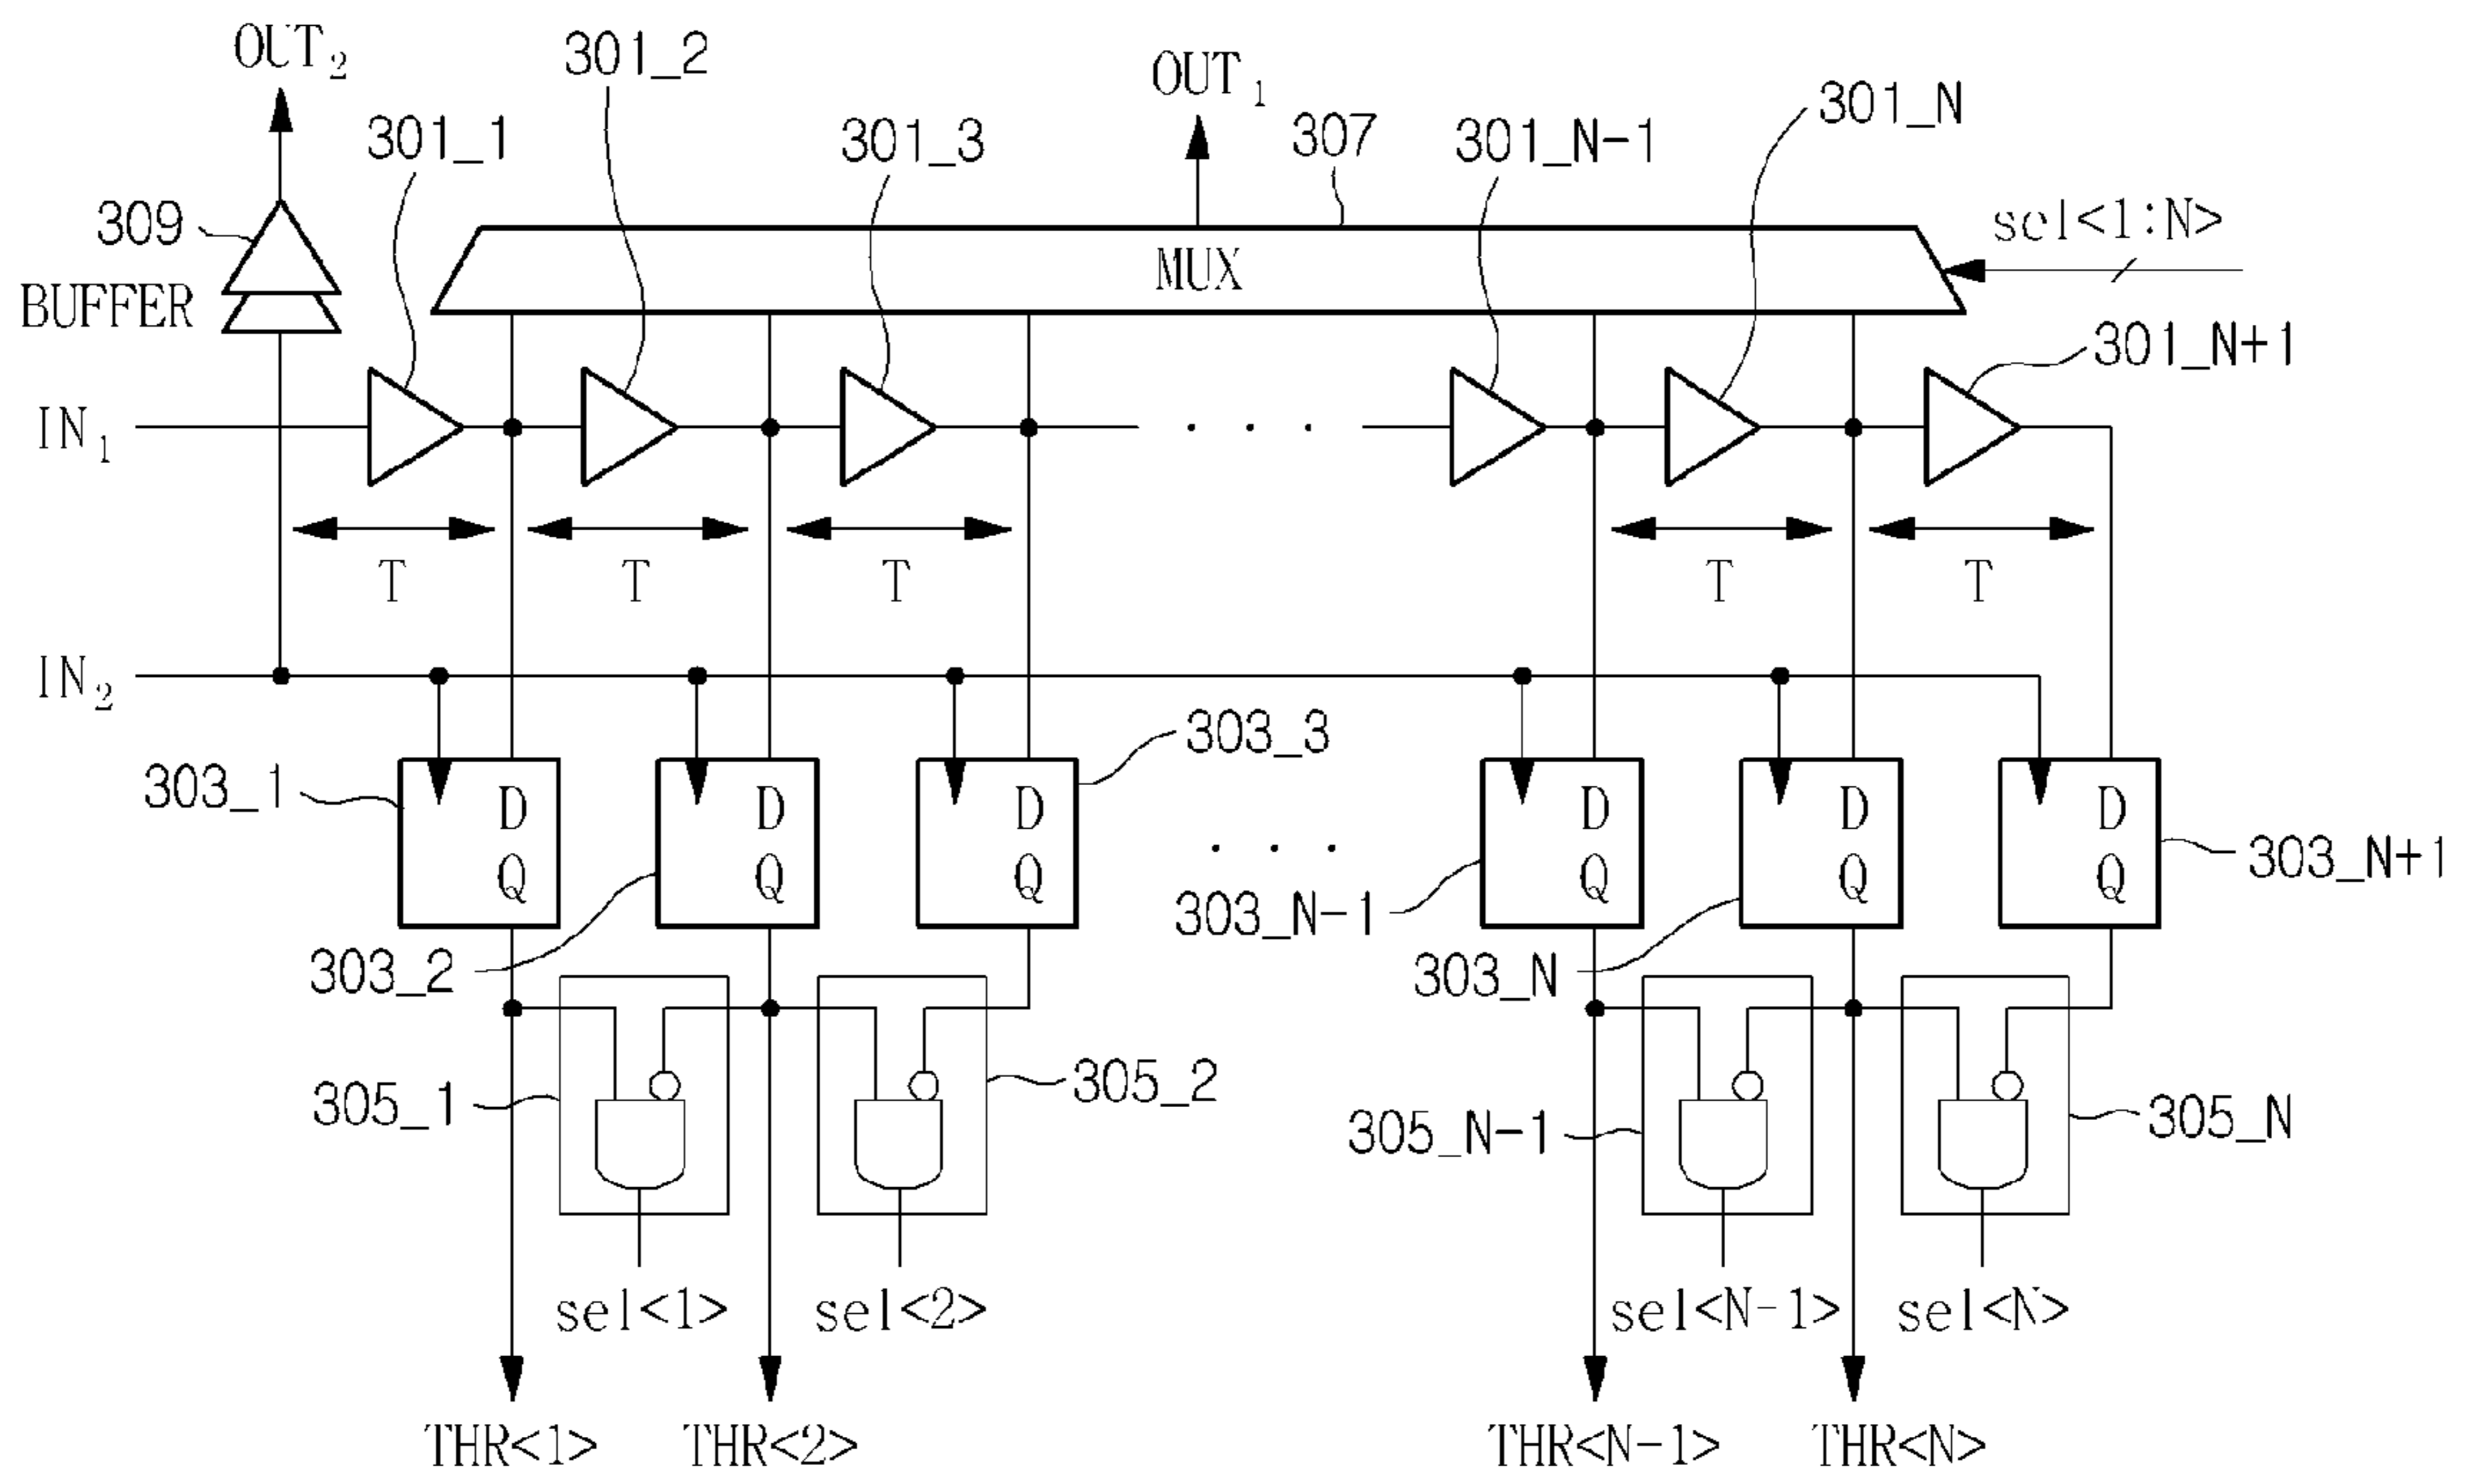 OUT2
301_2
OUT1
301_1
301_3
307
301_N-1
301_N
309
sel<1:N>
BUFFER
MUX
301_N+1
IN1
. . .
T
T
T
T
T
IN2
303_1
D
Q
303_2
D
Q
303_3
D
Q
. . .
303_N-1
D
Q
303_N
D
Q
303_N+1
D
Q
305_1
305_2
305_N-1
305_N
sel<1>
sel<2>
sel<N-1>
sel<N>
THR<1>
THR<2>
THR<N-1>
THR<N>